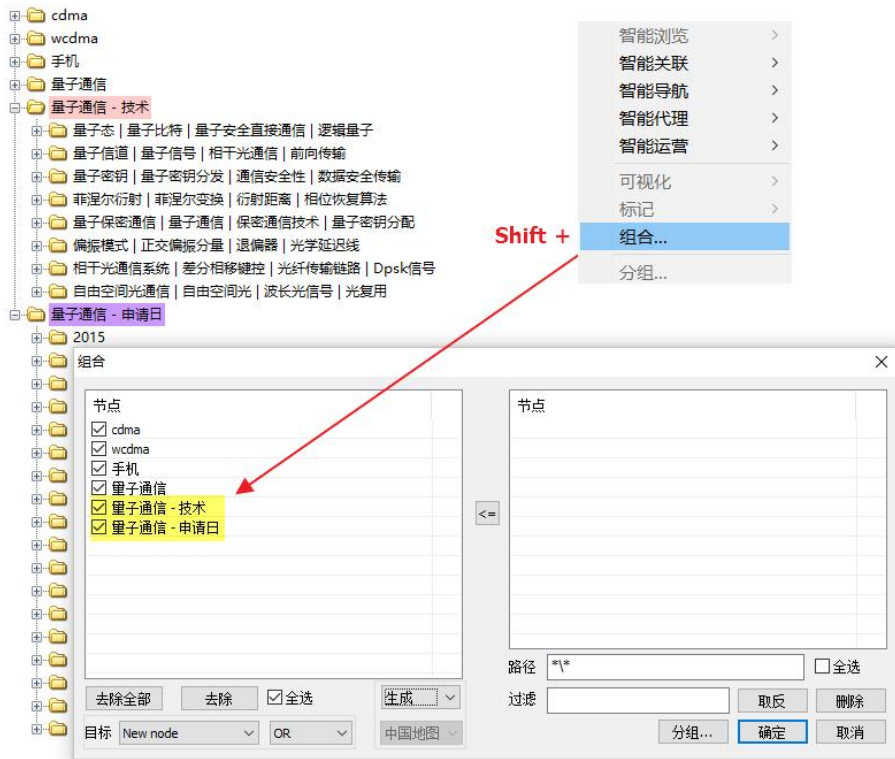 cdma
wcdma
手机
量子通信
量子通信 - 技术
量子态 | 量子比特 | 量子安全直接通信 | 逻辑量子
量子信道 | 量子信号 | 相干光通信 | 前向传输
量子密钥 | 量子密钥分发 | 通信安全性 | 数据安全传输
菲涅尔衍射 | 菲涅尔变换 | 衍射距离 | 相位恢复算法
量子保密通信 | 量子通信 | 保密通信技术 | 量子密钥分配
偏振模式 | 正交偏振分量 | 退偏器 | 光学延迟线
相干光通信系统 | 差分相移键控 | 光纤传输链路 | Dpsk信号
自由空间光通信 | 自由空间光 | 波长光信号 | 光复用
量子通信 - 申请日
2015
智能浏览
智能关联
智能导航
智能代理
智能运营
可视化
标记
Shift + 组合...
分组...
组合
节点
cdma
wcdma
手机
量子通信
量子通信 - 技术
量子通信 - 申请日
<=
节点
路径 *\* 全选
去除全部 去除 全选 生成
过滤 取反 删除
目标 New node OR 中国地图
分组... 确定 取消